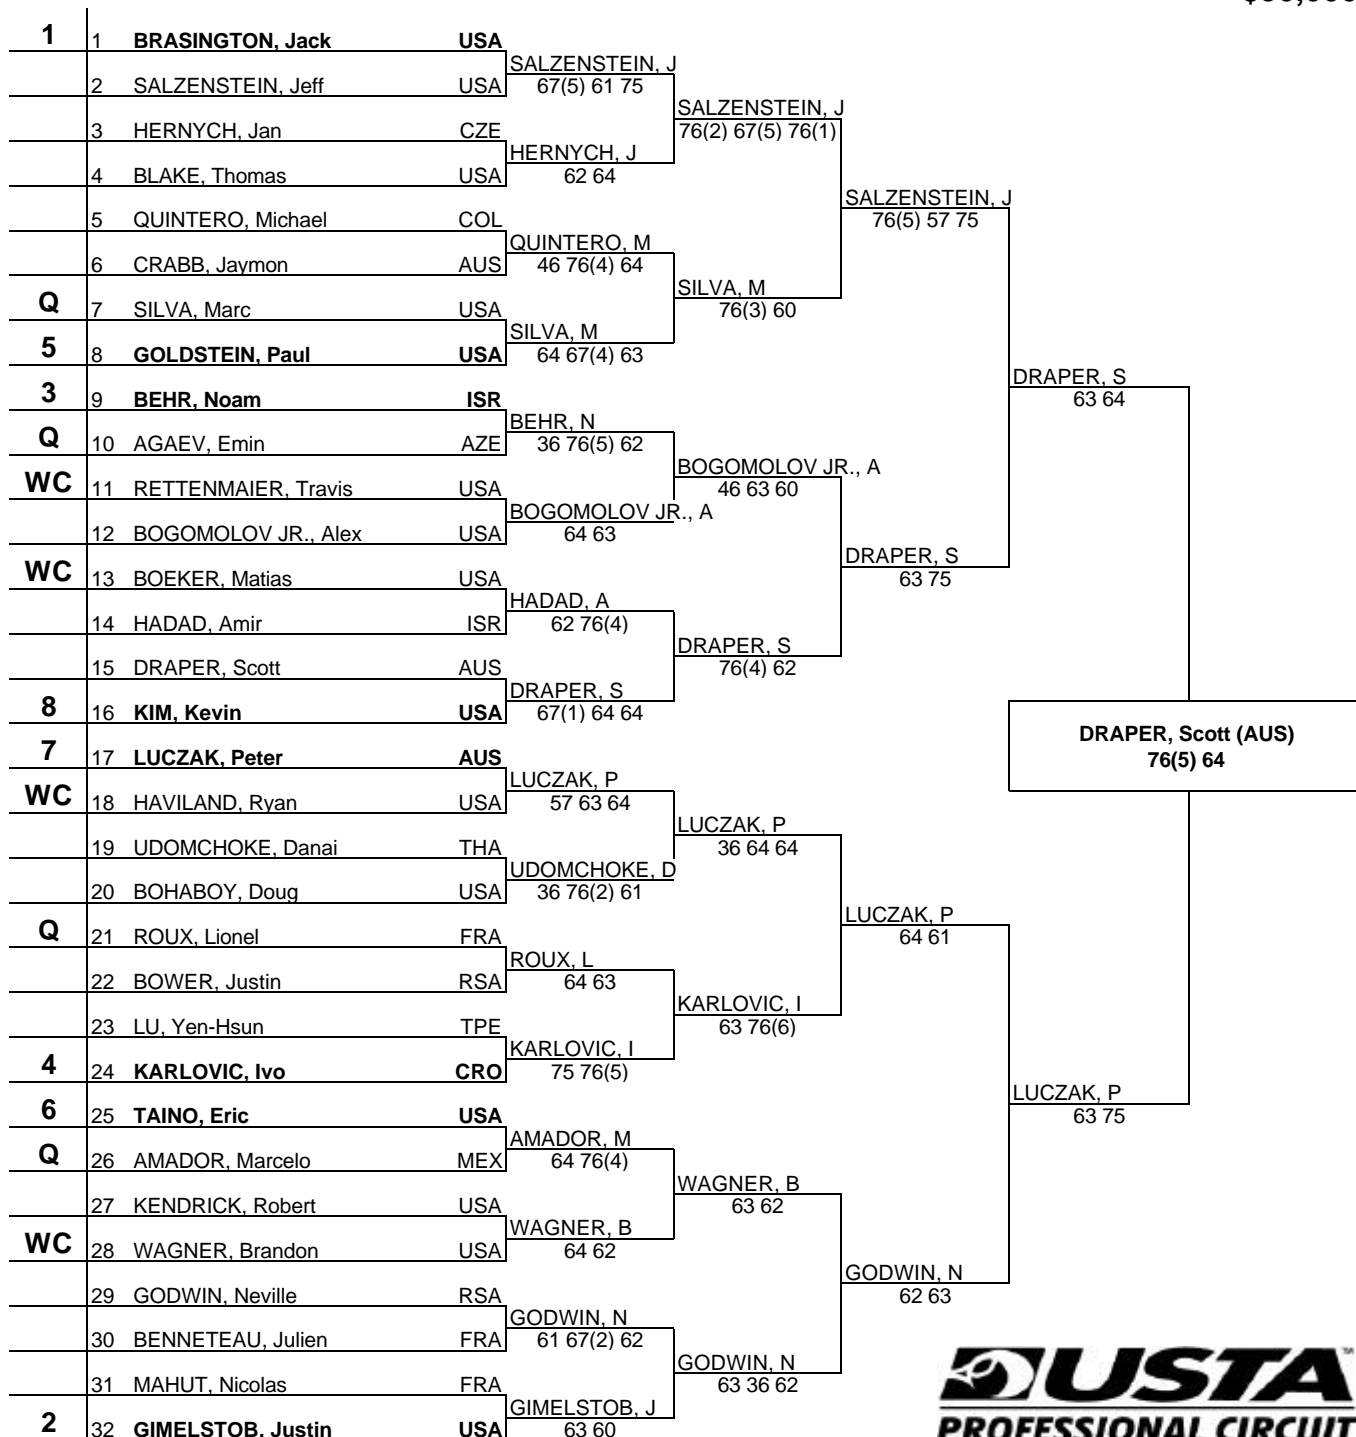 1 1 BRASINGTON, Jack USA
SALZENSTEIN, J
2 SALZENSTEIN, Jeff USA 67(5) 61 75
SALZENSTEIN, J
3 HERNYCH, Jan CZE 76(2) 67(5) 76(1)
HERNYCH, J
4 BLAKE, Thomas USA 62 64
SALZENSTEIN, J
5 QUINTERO, Michael COL 76(5) 57 75
QUINTERO, M
6 CRABB, Jaymon AUS 46 76(4) 64
SILVA, M
Q 7 SILVA, Marc USA 76(3) 60
SILVA, M
5 8 GOLDSTEIN, Paul USA 64 67(4) 63
DRAPER, S
3 9 BEHR, Noam ISR 63 64
BEHR, N
Q 10 AGAEV, Emin AZE 36 76(5) 62
BOGOMOLOV JR., A
WC 11 RETTENMAIER, Travis USA 46 63 60
BOGOMOLOV JR., A
12 BOGOMOLOV JR., Alex USA 64 63
DRAPER, S
WC 13 BOEKER, Matias USA 63 75
HADAD, A
14 HADAD, Amir ISR 62 76(4)
DRAPER, S
15 DRAPER, Scott AUS 76(4) 62
DRAPER, S
8 16 KIM, Kevin USA 67(1) 64 64
DRAPER, Scott (AUS)
7 17 LUCZAK, Peter AUS 76(5) 64
LUCZAK, P
WC 18 HAVILAND, Ryan USA 57 63 64
LUCZAK, P
19 UDOMCHOKE, Danai THA 36 64 64
UDOMCHOKE, D
20 BOHABOY, Doug USA 36 76(2) 61
LUCZAK, P
Q 21 ROUX, Lionel FRA 64 61
ROUX, L
22 BOWER, Justin RSA 64 63
KARLOVIC, I
23 LU, Yen-Hsun TPE 63 76(6)
KARLOVIC, I
4 24 KARLOVIC, Ivo CRO 75 76(5)
LUCZAK, P
6 25 TAINO, Eric USA 63 75
AMADOR, M
Q 26 AMADOR, Marcelo MEX 64 76(4)
WAGNER, B
27 KENDRICK, Robert USA 63 62
WAGNER, B
WC 28 WAGNER, Brandon USA 64 62
GODWIN, N
29 GODWIN, Neville RSA 62 63
GODWIN, N
30 BENNETEAU, Julien FRA 61 67(2) 62
GODWIN, N
31 MAHUT, Nicolas FRA 63 36 62
GIMELSTOB, J
2 32 GIMELSTOB, Justin USA 63 60
USTA
PROFESSIONAL CIRCUIT